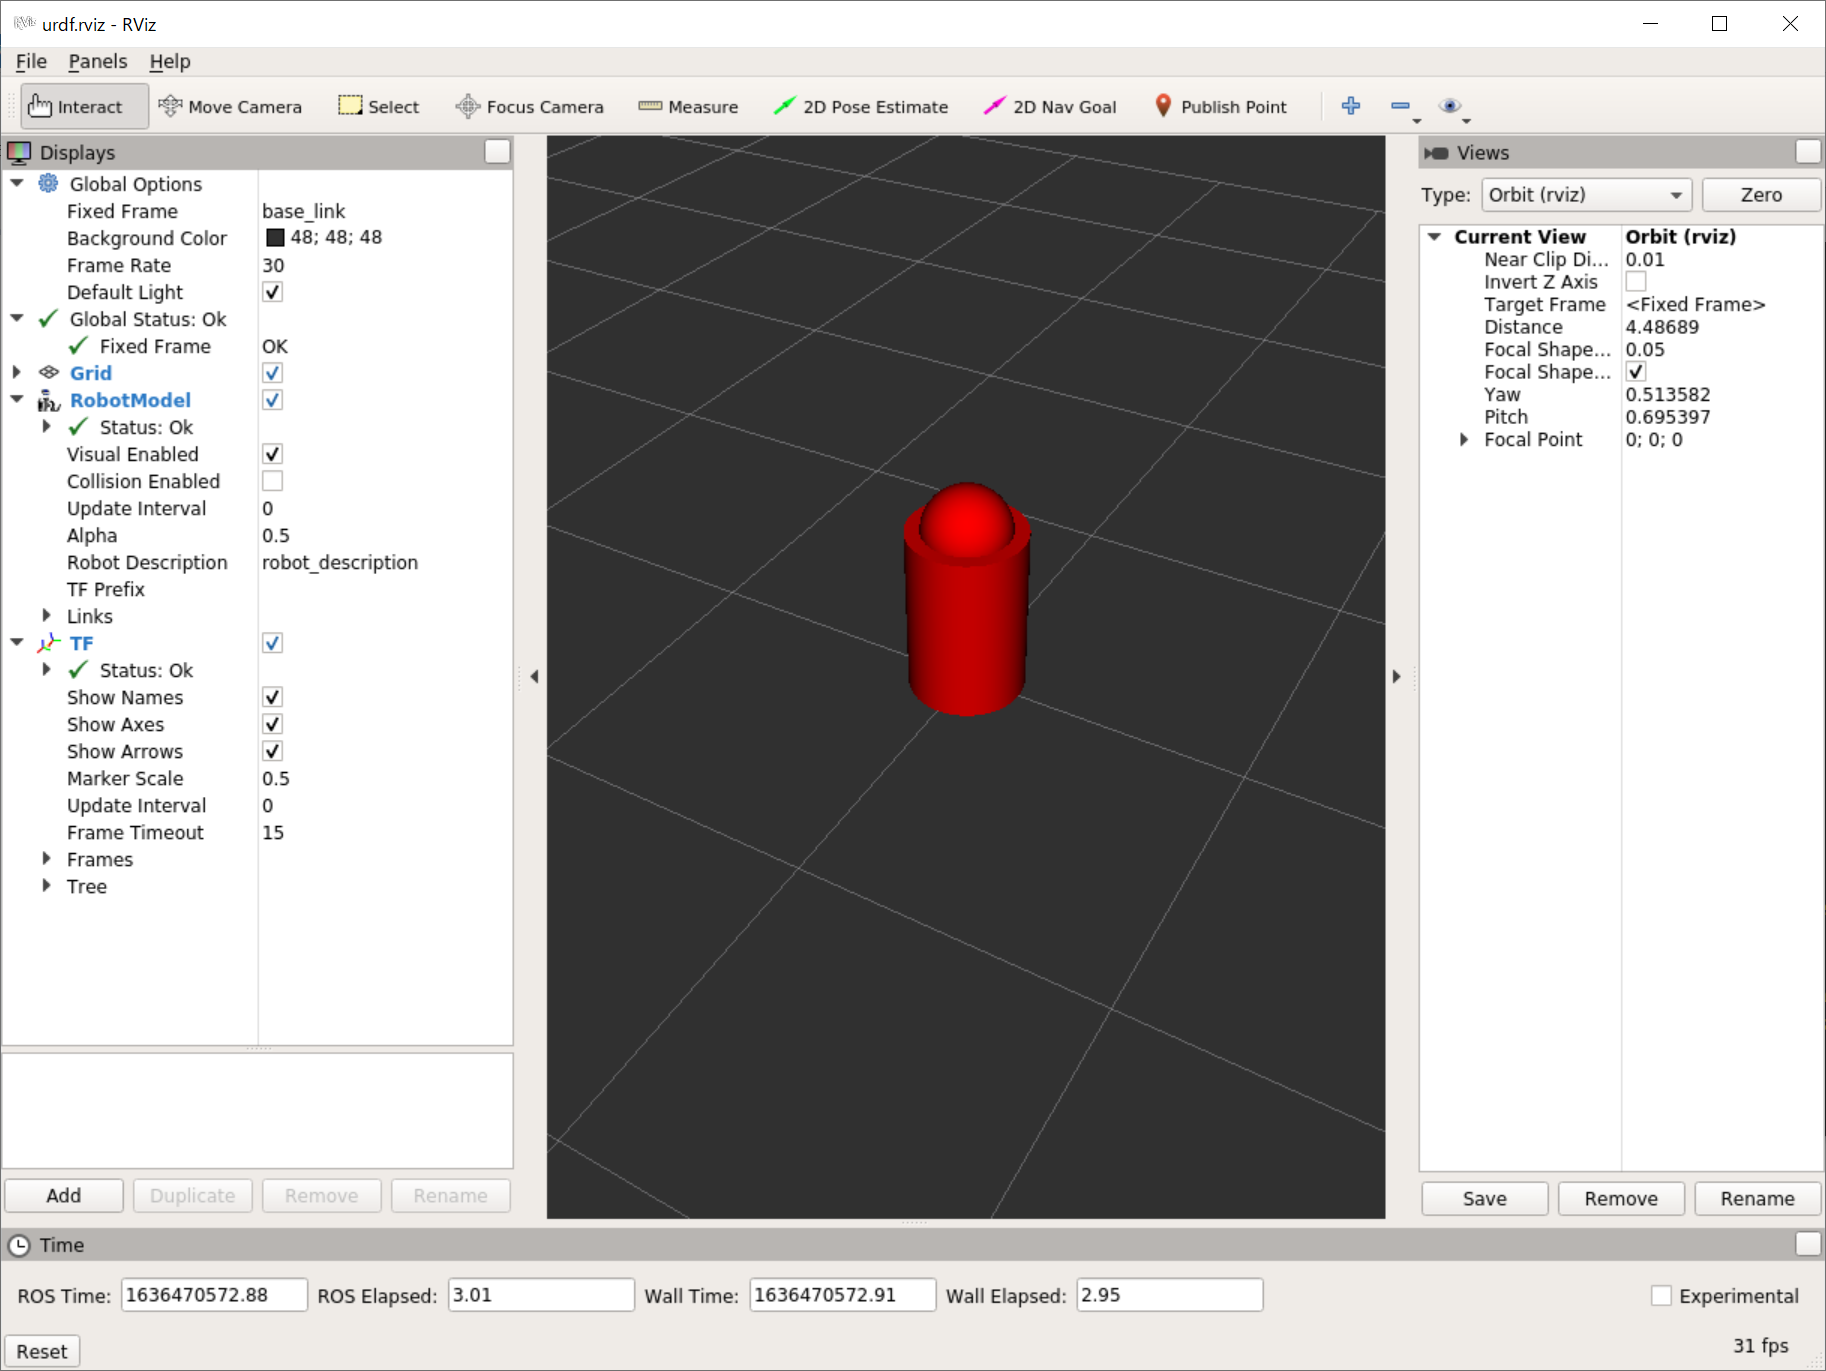 urdf.rviz - RViz
File Panels Help
Interact Move Camera Select Focus Camera Measure 2D Pose Estimate 2D Nav Goal Publish Point
Displays
Global Options
Fixed Frame base_link
Background Color 48; 48; 48
Frame Rate 30
Default Light
Global Status: Ok
Fixed Frame OK
Grid
RobotModel
Status: Ok
Visual Enabled
Collision Enabled
Update Interval 0
Alpha 0.5
Robot Description robot_description
TF Prefix
Links
TF
Status: Ok
Show Names
Show Axes
Show Arrows
Marker Scale 0.5
Update Interval 0
Frame Timeout 15
Frames
Tree
Add Duplicate Remove Rename
Views
Type: Orbit (rviz) Zero
Current View Orbit (rviz)
Near Clip Di... 0.01
Invert Z Axis
Target Frame <Fixed Frame>
Distance 4.48689
Focal Shape... 0.05
Focal Shape...
Yaw 0.513582
Pitch 0.695397
Focal Point 0; 0; 0
Save Remove Rename
Time
ROS Time: 1636470572.88 ROS Elapsed: 3.01 Wall Time: 1636470572.91 Wall Elapsed: 2.95 Experimental
Reset 31 fps